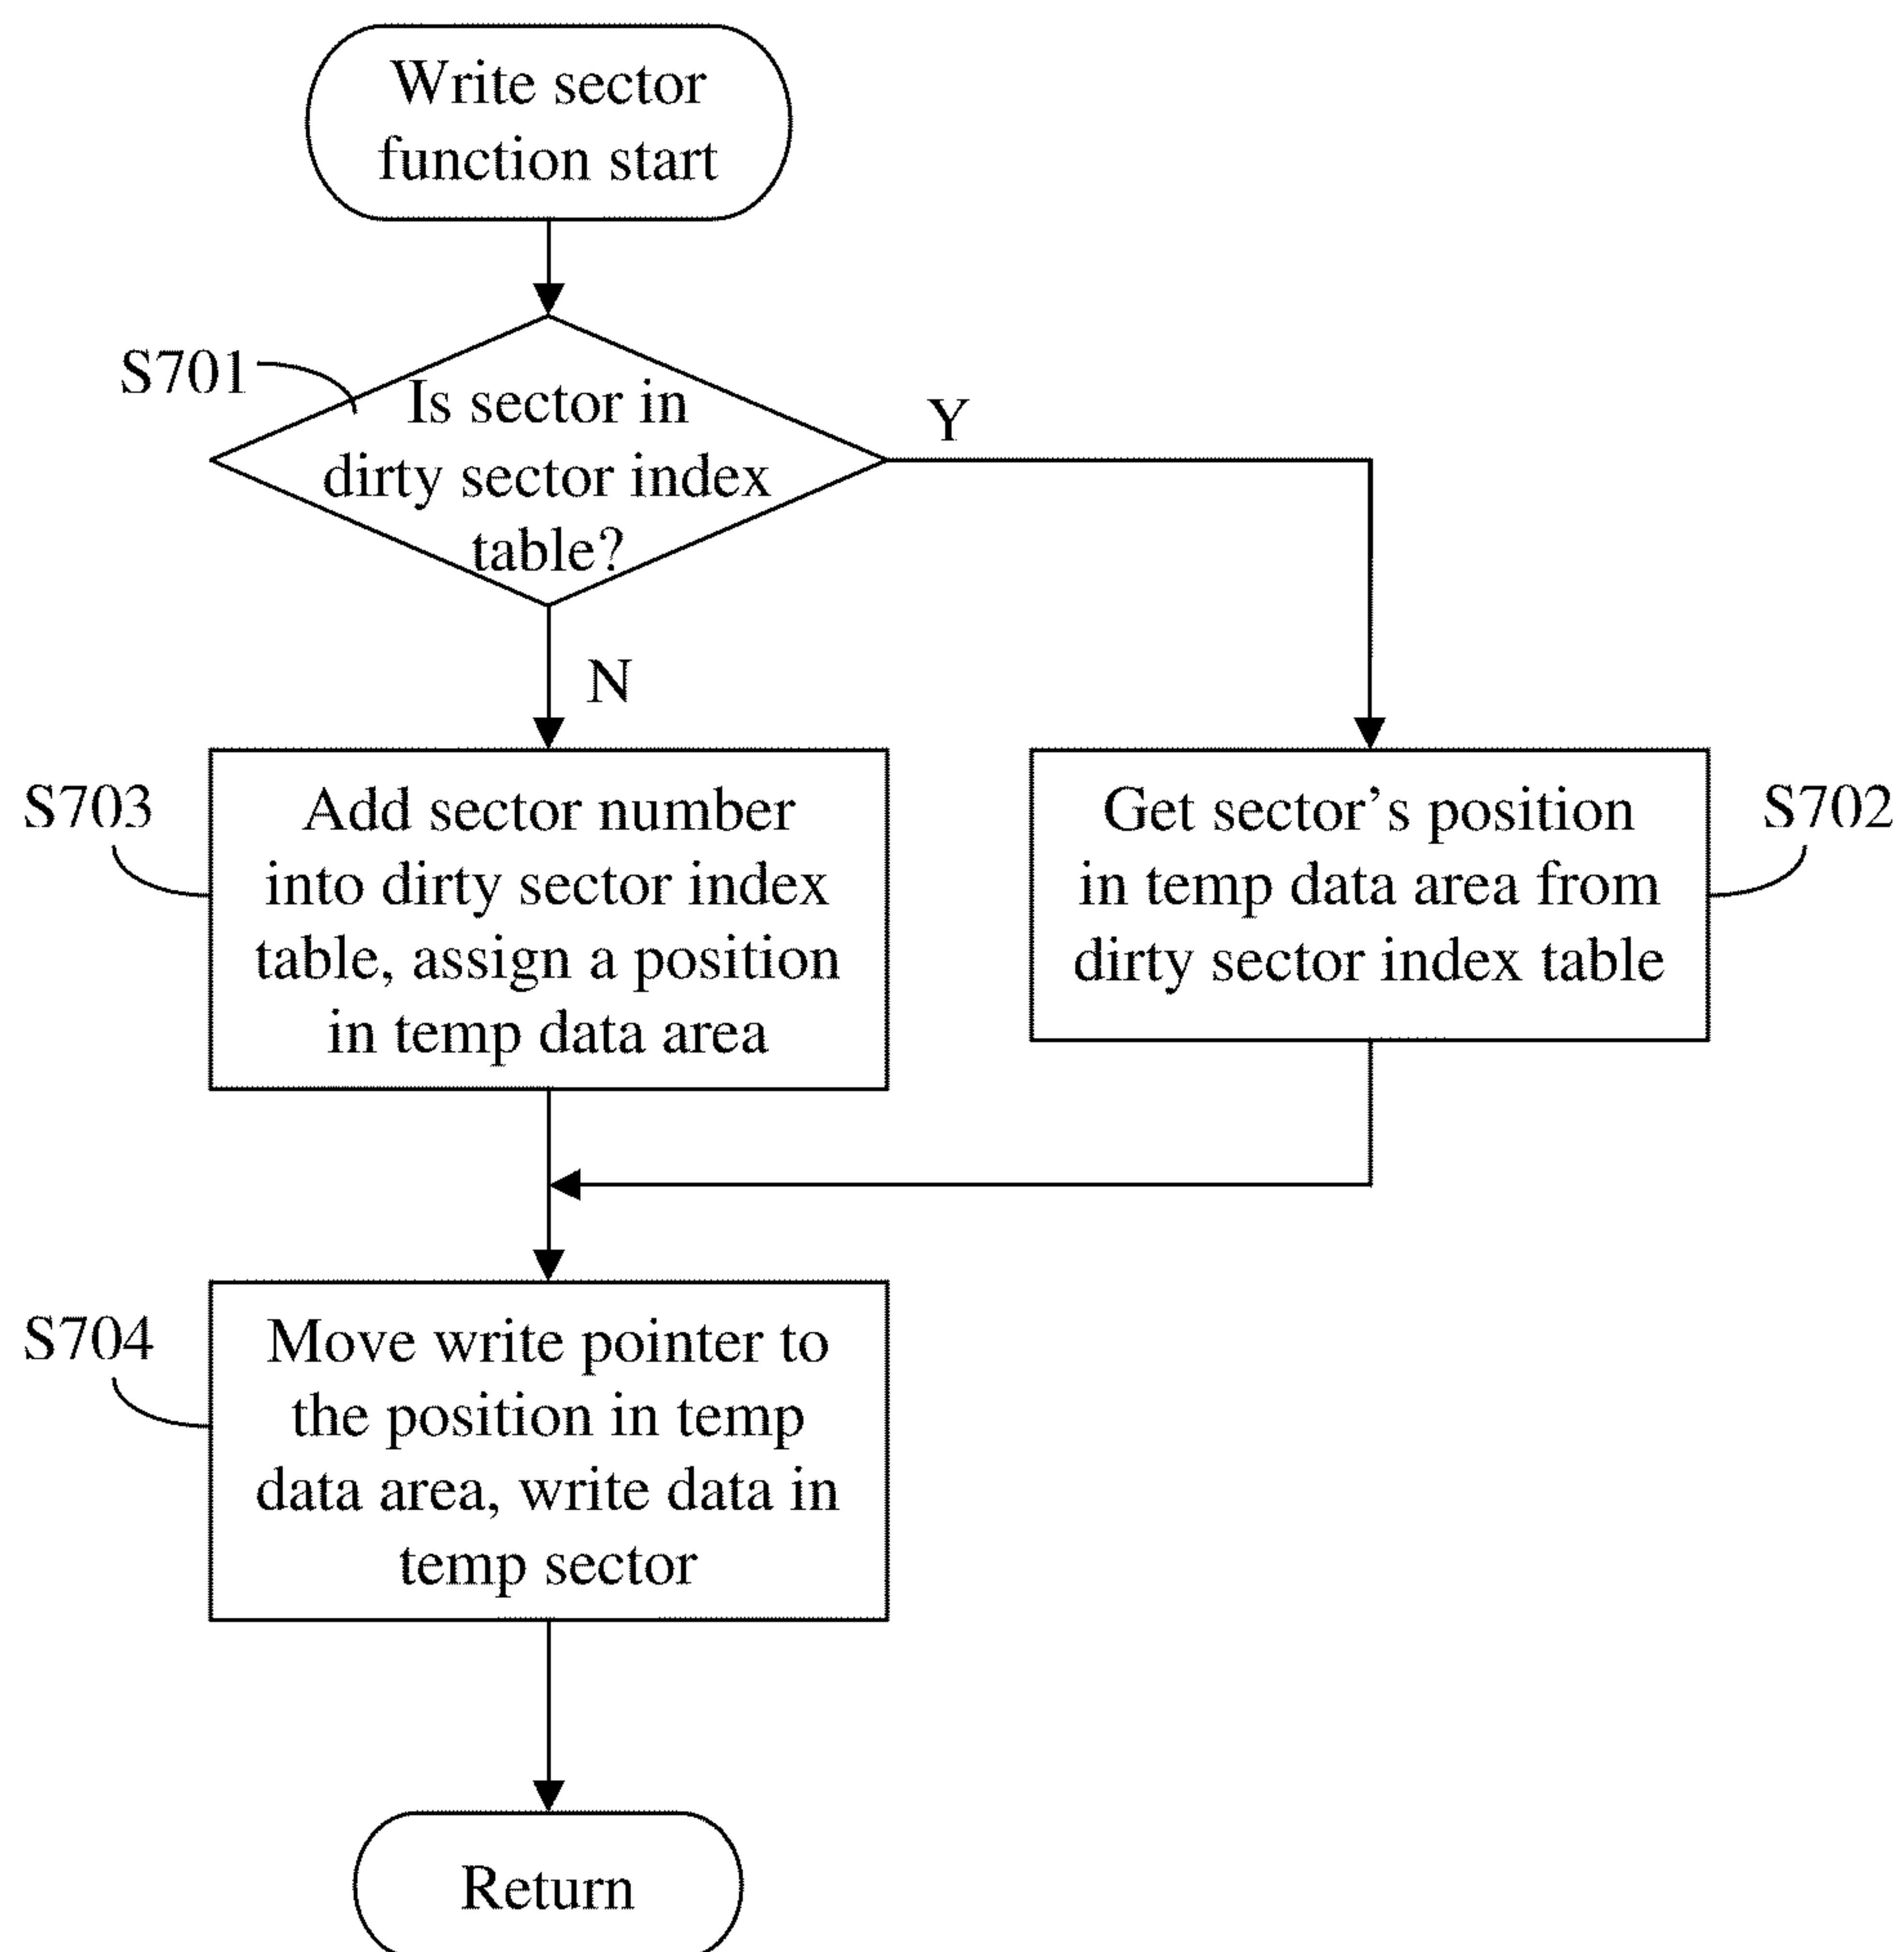 Write sector
function start
S701
Is sector in
dirty sector index
table?
Y
N
S703
Add sector number
into dirty sector index
table, assign a position
in temp data area
Get sector’s position
in temp data area from
dirty sector index table
S702
S704
Move write pointer to
the position in temp
data area, write data in
temp sector
Return